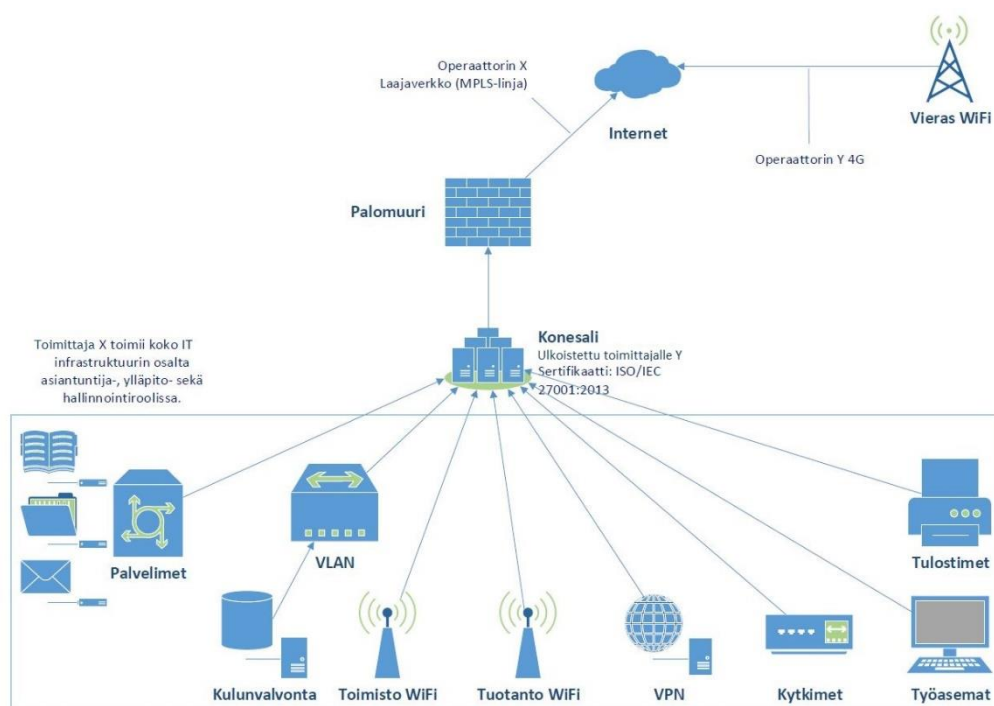 Operaattorin X
Laajaverkko (MPLS-linja)
Internet
Vieras WiFi
Operaattorin Y 4G
Palomuuri
Toimittaja X toimii koko IT
infrastruktuurin osalta
asiantuntija-, ylläpito- sekä
hallinnointiroolissa.
Konesali
Ulkoistettu toimittajalle Y
Sertifikaatti: ISO/IEC
27001:2013
Palvelimet
VLAN
Tulostimet
Kulunvalvonta
Toimisto WiFi
Tuotanto WiFi
VPN
Kytkimet
Työasemat